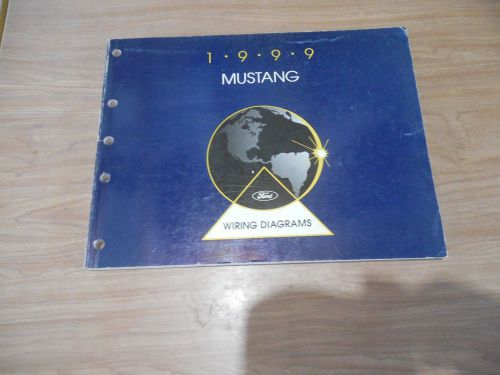 1 • 9 • 9 • 9
MUSTANG
Ford
WIRING DIAGRAMS